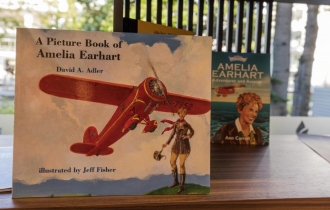 A Picture Book of
Amelia Earhart
David A. Adler
illustrated by Jeff Fisher
AMELIA
EARHART